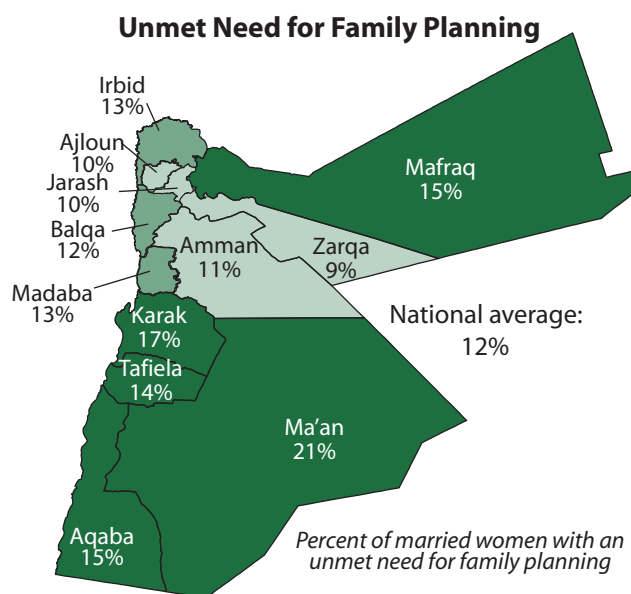 Unmet Need for Family Planning
Irbid
13%
Ajloun
10%
Jarash
10%
Balqa
12%
Madaba
13%
Mafraq
15%
Amman
11%
Zarqa
9%
Karak
17%
National average:
12%
Tafiela
14%
Ma’an
21%
Aqaba
15%
Percent of married women with an
unmet need for family planning